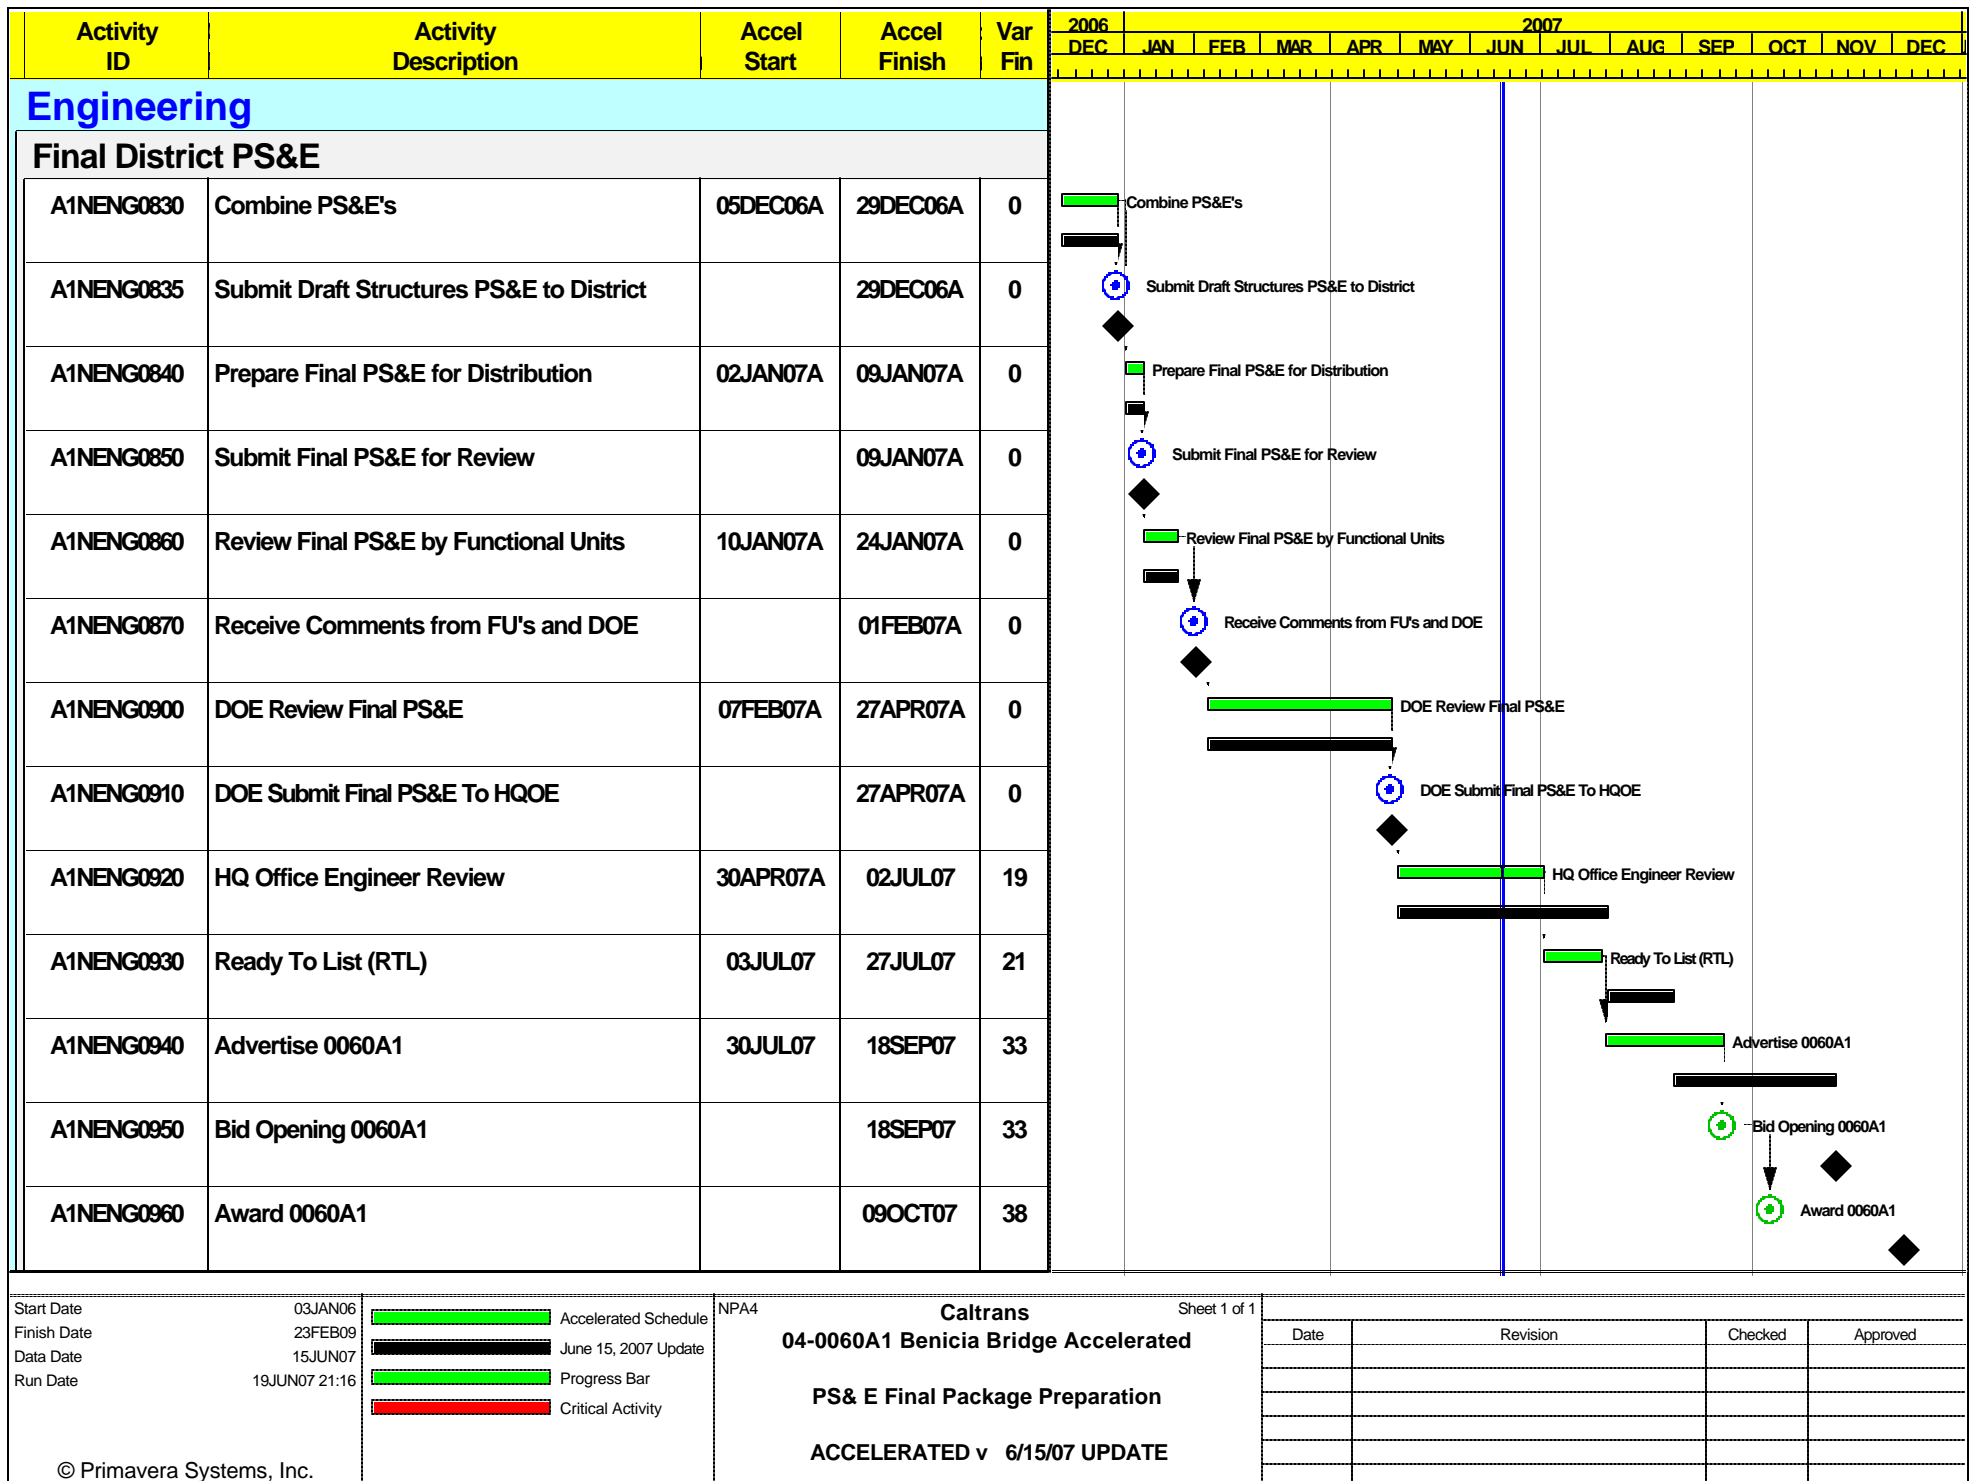 Activity ID Activity Description Accel Start Accel Finish Var Fin
2006 2007
DEC JAN FEB MAR APR MAY JUN JUL AUG SEP OCT NOV DEC
Engineering
Final District PS&E
A1NENG0830 Combine PS&E's 05DEC06A 29DEC06A 0 Combine PS&E's
A1NENG0835 Submit Draft Structures PS&E to District 29DEC06A 0 Submit Draft Structures PS&E to District
A1NENG0840 Prepare Final PS&E for Distribution 02JAN07A 09JAN07A 0 Prepare Final PS&E for Distribution
A1NENG0850 Submit Final PS&E for Review 09JAN07A 0 Submit Final PS&E for Review
A1NENG0860 Review Final PS&E by Functional Units 10JAN07A 24JAN07A 0 Review Final PS&E by Functional Units
A1NENG0870 Receive Comments from FU's and DOE 01FEB07A 0 Receive Comments from FU's and DOE
A1NENG0900 DOE Review Final PS&E 07FEB07A 27APR07A 0 DOE Review Final PS&E
A1NENG0910 DOE Submit Final PS&E To HQOE 27APR07A 0 DOE Submit Final PS&E To HQOE
A1NENG0920 HQ Office Engineer Review 30APR07A 02JUL07 19 HQ Office Engineer Review
A1NENG0930 Ready To List (RTL) 03JUL07 27JUL07 21 Ready To List (RTL)
A1NENG0940 Advertise 0060A1 30JUL07 18SEP07 33 Advertise 0060A1
A1NENG0950 Bid Opening 0060A1 18SEP07 33 Bid Opening 0060A1
A1NENG0960 Award 0060A1 09OCT07 38 Award 0060A1
Start Date 03JAN06
Finish Date 23FEB09
Data Date 15JUN07
Run Date 19JUN07 21:16
© Primavera Systems, Inc.
Accelerated Schedule
June 15, 2007 Update
Progress Bar
Critical Activity
NPA4 Caltrans Sheet 1 of 1
04-0060A1 Benicia Bridge Accelerated
PS& E Final Package Preparation
ACCELERATED v 6/15/07 UPDATE
Date Revision Checked Approved